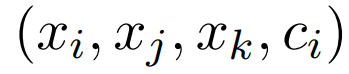 (x_i, x_j, x_k, c_i)